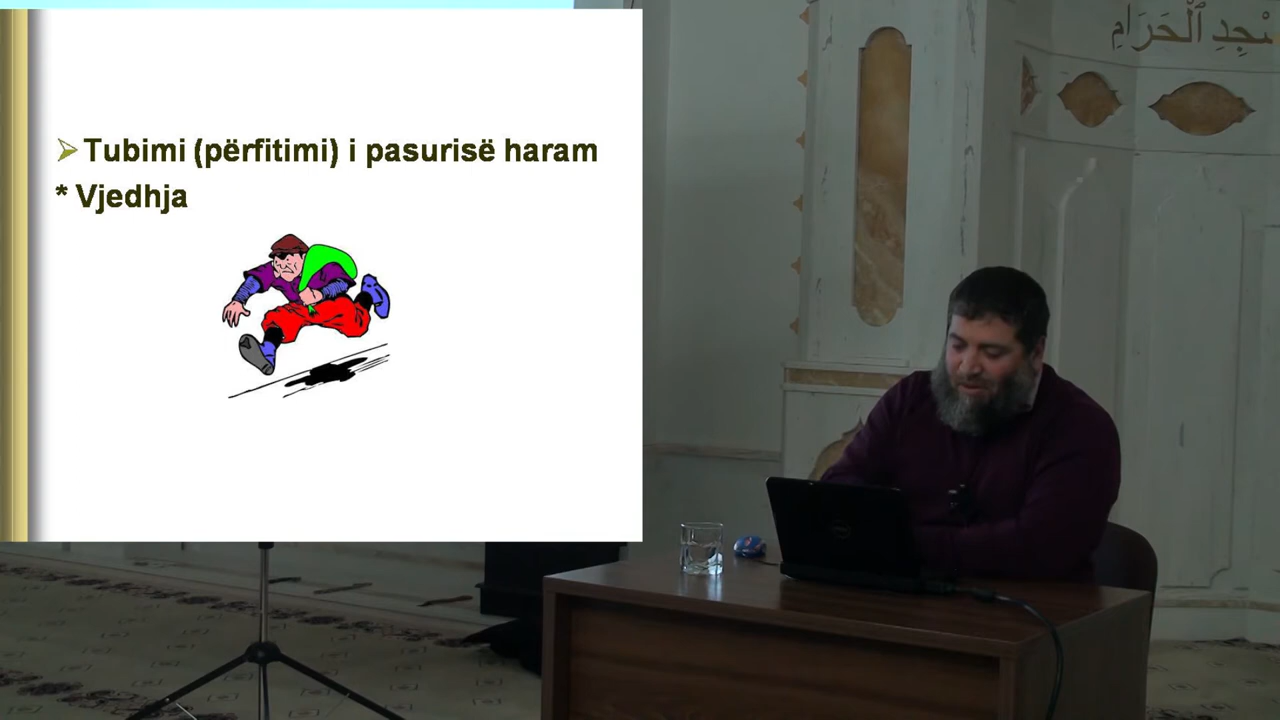 Tubimi (përfitimi) i pasurisë haram
* Vjedhja
سْجِدِ ٱلْحَرَامِ